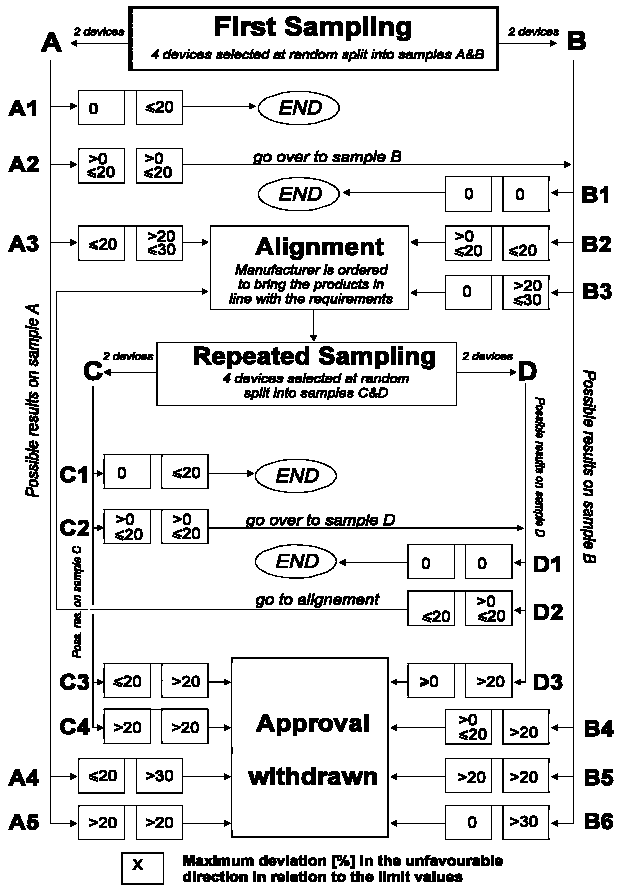 First Sampling
4 devices selected at random split into samples A&B
A 2 devices
2 devices B
A1 0 ⩽20 END
A2 >0 ⩽20 >0 ⩽20 go over to sample B
END 0 0 B1
A3 ⩽20 >20 ⩽30
Alignment
Manufacturer is ordered
to bring the products in
line with the requirements
>0 ⩽20 ⩽20 B2
0 >20 ⩽30 B3
Possible results on sample A
Possible results on sample B
C 2 devices
Repeated Sampling
4 devices selected at random
split into samples C&D
2 devices D
Possible results on sample D
C1 0 ⩽20 END
C2 >0 ⩽20 >0 ⩽20 go over to sample D
Poss. res. on sample C
END 0 0 D1
go to alignement ⩽20 >0 ⩽20 D2
C3 ⩽20 >20
⩾0 >20 D3
C4 >20 >20
Approval
withdrawn
>0 ⩽20 >20 B4
A4 ⩽20 >30
>20 >20 B5
A5 >20 >20
0 >30 B6
X Maximum deviation [%] in the unfavourable
direction in relation to the limit values